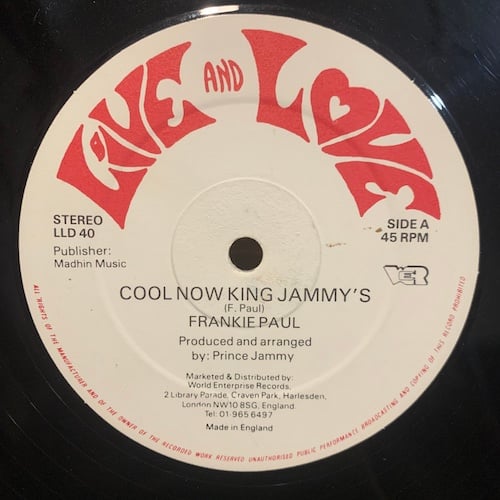 LIVE AND LOVE
STEREO
LLD 40
Publisher:
Madhin Music
SIDE A
45 RPM
WER
COOL NOW KING JAMMY'S
(F. Paul)
FRANKIE PAUL
Produced and arranged
by: Prince Jammy
Marketed & Distributed by:
World Enterprise Records,
2 Library Parade, Craven Park, Harlesden,
London NW10 8SG, England.
Tel: 01-965 6497
Made in England
ALL RIGHTS OF THE MANUFACTURER AND OF THE OWNER OF THE RECORDED WORK RESERVED UNAUTHORISED PUBLIC PERFORMANCE BROADCASTING AND COPYING OF THIS RECORD PROHIBITED